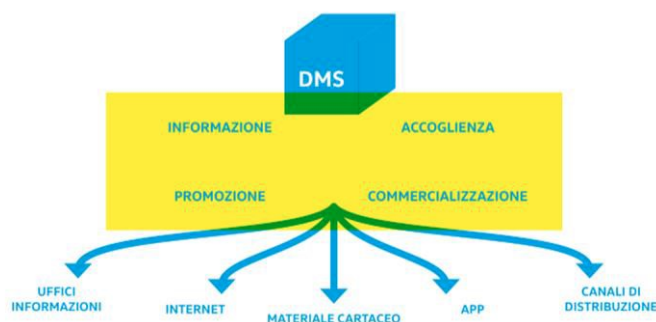 DMS
INFORMAZIONE
ACCOGLIENZA
PROMOZIONE
COMMERCIALIZZAZIONE
UFFICI
INFORMAZIONI
INTERNET
MATERIALE CARTACEO
APP
CANALI DI
DISTRIBUZIONE